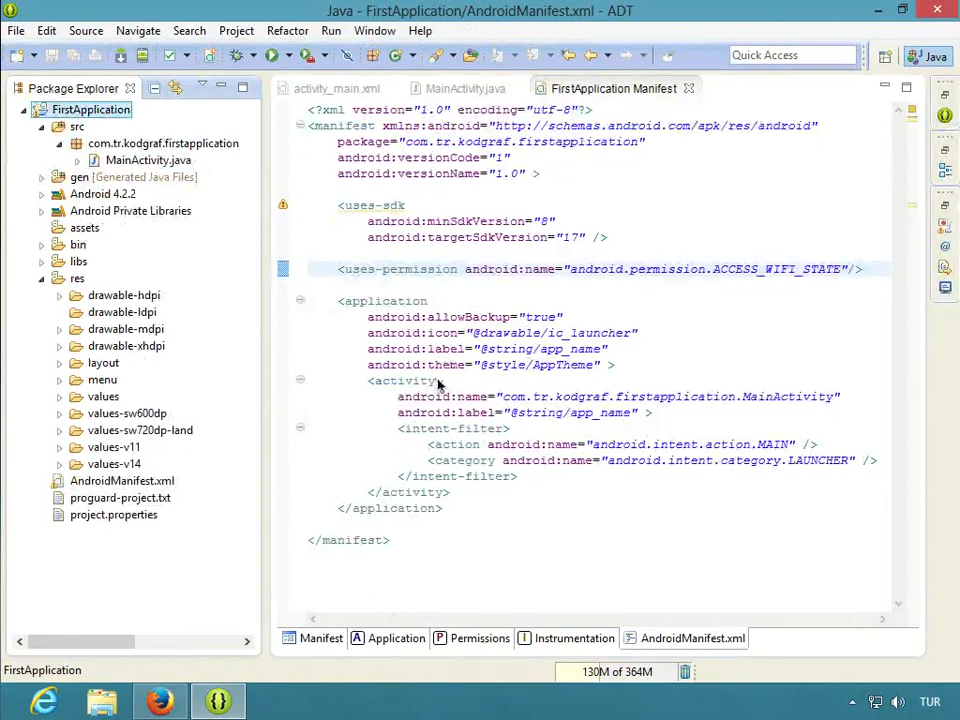 Java - FirstApplication/AndroidManifest.xml - ADT
File Edit Source Navigate Search Project Refactor Run Window Help
Quick Access
Java
Package Explorer
activity_main.xml
MainActivity.java
FirstApplication Manifest
FirstApplication
src
com.tr.kodgraf.firstapplication
MainActivity.java
gen [Generated Java Files]
Android 4.2.2
Android Private Libraries
assets
bin
libs
res
drawable-hdpi
drawable-ldpi
drawable-mdpi
drawable-xhdpi
layout
menu
values
values-sw600dp
values-sw720dp-land
values-v11
values-v14
AndroidManifest.xml
proguard-project.txt
project.properties
<?xml version="1.0" encoding="utf-8"?>
<manifest xmlns:android="http://schemas.android.com/apk/res/android"
package="com.tr.kodgraf.firstapplication"
android:versionCode="1"
android:versionName="1.0" >
<uses-sdk
android:minSdkVersion="8"
android:targetSdkVersion="17" />
<uses-permission android:name="android.permission.ACCESS_WIFI_STATE"/>
<application
android:allowBackup="true"
android:icon="@drawable/ic_launcher"
android:label="@string/app_name"
android:theme="@style/AppTheme" >
<activity
android:name="com.tr.kodgraf.firstapplication.MainActivity"
android:label="@string/app_name" >
<intent-filter>
<action android:name="android.intent.action.MAIN" />
<category android:name="android.intent.category.LAUNCHER" />
</intent-filter>
</activity>
</application>
</manifest>
Manifest
A Application
P Permissions
I Instrumentation
AndroidManifest.xml
FirstApplication
130M of 364M
TUR